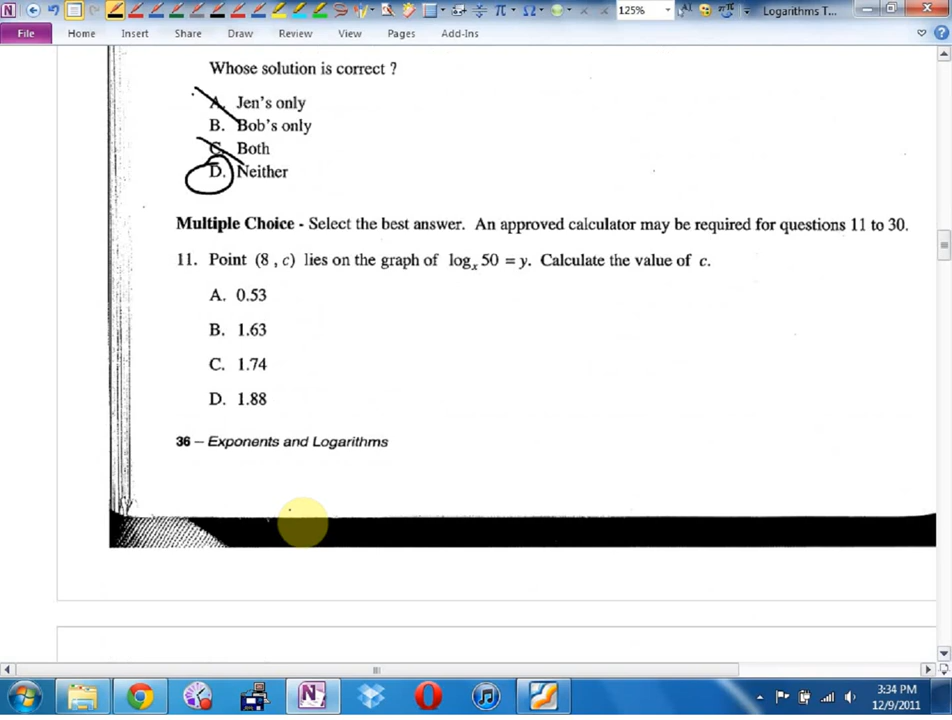 125%
Logarithms T...
File Home Insert Share Draw Review View Pages Add-Ins
Whose solution is correct ?
A. Jen's only
B. Bob's only
C. Both
D. Neither
Multiple Choice - Select the best answer. An approved calculator may be required for questions 11 to 30.
11. Point (8 , c) lies on the graph of logₓ 50 = y. Calculate the value of c.
A. 0.53
B. 1.63
C. 1.74
D. 1.88
36 – Exponents and Logarithms
3:34 PM
12/9/2011